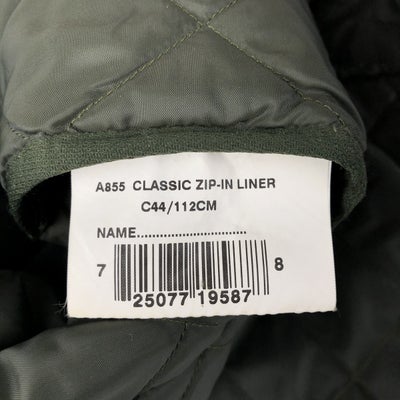 A855 CLASSIC ZIP-IN LINER
C44/112CM
NAME..............................
7 25077 19587 8